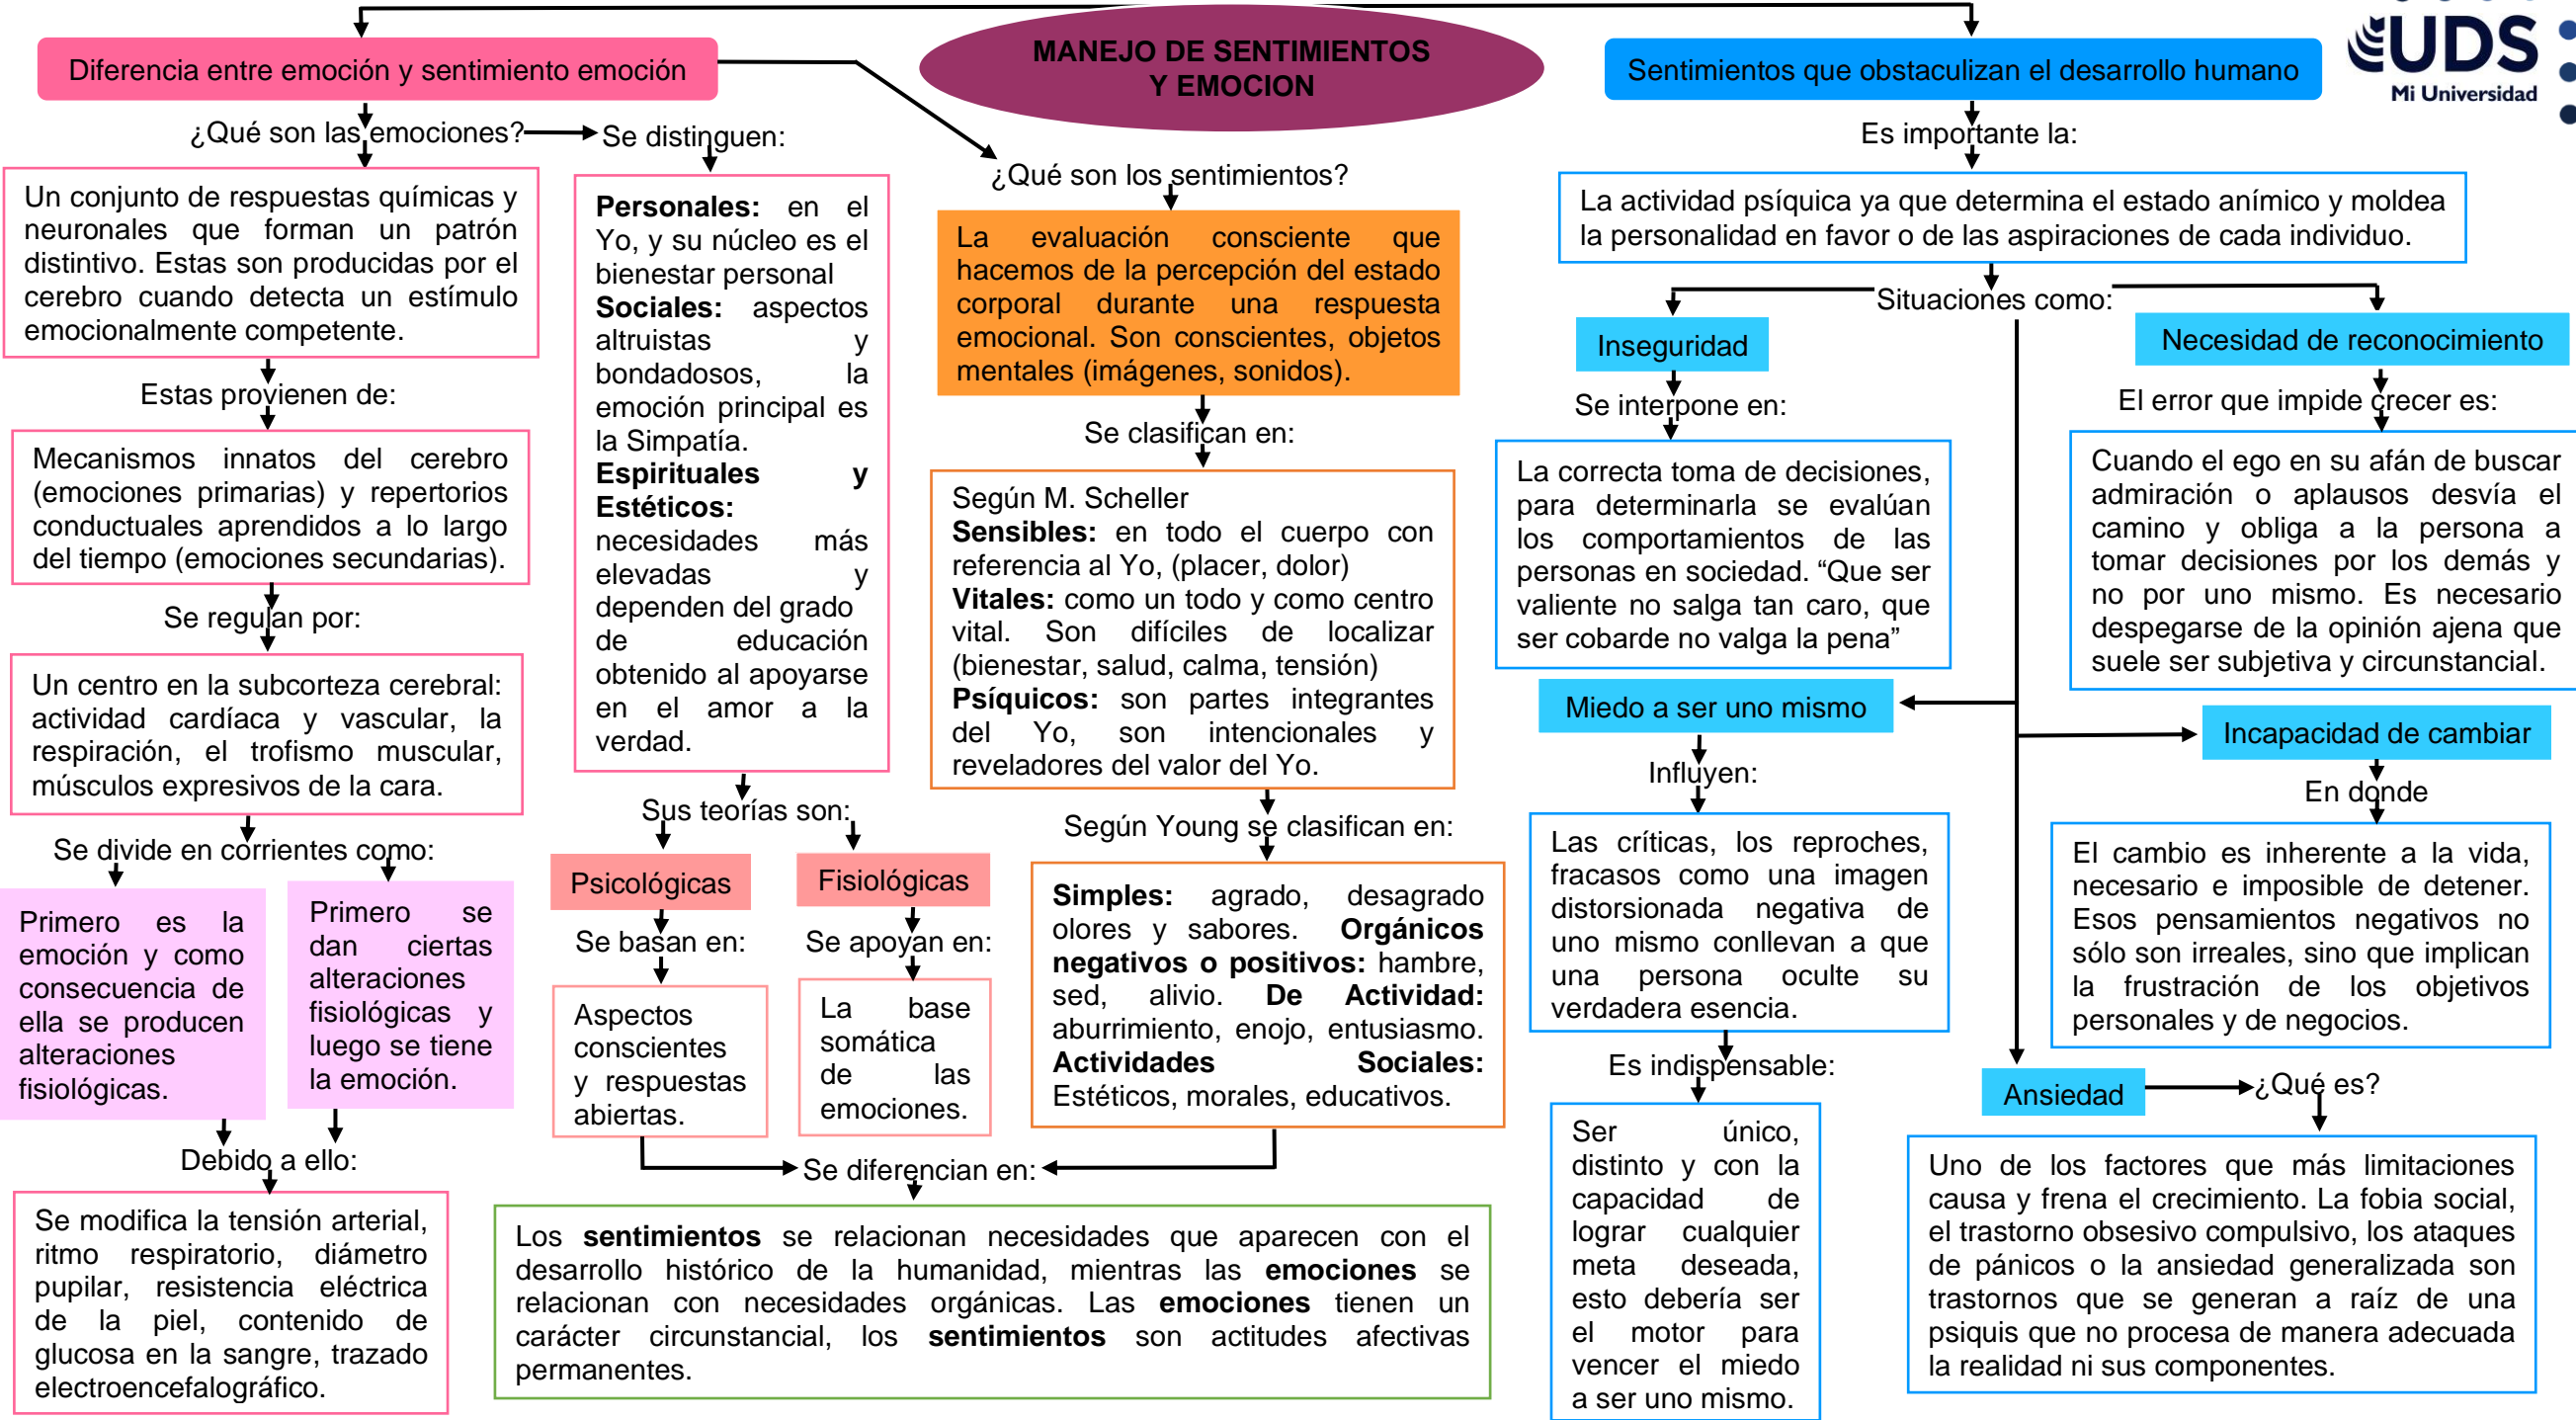 MANEJO DE SENTIMIENTOS
Y EMOCION
UDS
Mi Universidad
Diferencia entre emoción y sentimiento emoción
¿Qué son las emociones?
Un conjunto de respuestas químicas y
neuronales que forman un patrón
distintivo. Estas son producidas por el
cerebro cuando detecta un estímulo
emocionalmente competente.
Estas provienen de:
Mecanismos innatos del cerebro
(emociones primarias) y repertorios
conductuales aprendidos a lo largo
del tiempo (emociones secundarias).
Se regulan por:
Un centro en la subcorteza cerebral:
actividad cardíaca y vascular, la
respiración, el trofismo muscular,
músculos expresivos de la cara.
Se divide en corrientes como:
Primero es la
emoción y como
consecuencia de
ella se producen
alteraciones
fisiológicas.
Primero se
dan ciertas
alteraciones
fisiológicas y
luego se tiene
la emoción.
Debido a ello:
Se modifica la tensión arterial,
ritmo respiratorio, diámetro
pupilar, resistencia eléctrica
de la piel, contenido de
glucosa en la sangre, trazado
electroencefalográfico.
Se distinguen:
Personales: en el
Yo, y su núcleo es el
bienestar personal
Sociales: aspectos
altruistas y
bondadosos, la
emoción principal es
la Simpatía.
Espirituales y
Estéticos:
necesidades más
elevadas y
dependen del grado
de educación
obtenido al apoyarse
en el amor a la
verdad.
Sus teorías son:
Psicológicas
Se basan en:
Aspectos
conscientes
y respuestas
abiertas.
Fisiológicas
Se apoyan en:
La base
somática
de las
emociones.
¿Qué son los sentimientos?
La evaluación consciente que
hacemos de la percepción del estado
corporal durante una respuesta
emocional. Son conscientes, objetos
mentales (imágenes, sonidos).
Se clasifican en:
Según M. Scheller
Sensibles: en todo el cuerpo con
referencia al Yo, (placer, dolor)
Vitales: como un todo y como centro
vital. Son difíciles de localizar
(bienestar, salud, calma, tensión)
Psíquicos: son partes integrantes
del Yo, son intencionales y
reveladores del valor del Yo.
Según Young se clasifican en:
Simples: agrado, desagrado
olores y sabores. Orgánicos
negativos o positivos: hambre,
sed, alivio. De Actividad:
aburrimiento, enojo, entusiasmo.
Actividades Sociales:
Estéticos, morales, educativos.
Se diferencian en:
Los sentimientos se relacionan necesidades que aparecen con el
desarrollo histórico de la humanidad, mientras las emociones se
relacionan con necesidades orgánicas. Las emociones tienen un
carácter circunstancial, los sentimientos son actitudes afectivas
permanentes.
Sentimientos que obstaculizan el desarrollo humano
Es importante la:
La actividad psíquica ya que determina el estado anímico y moldea
la personalidad en favor o de las aspiraciones de cada individuo.
Situaciones como:
Inseguridad
Se interpone en:
La correcta toma de decisiones,
para determinarla se evalúan
los comportamientos de las
personas en sociedad. “Que ser
valiente no salga tan caro, que
ser cobarde no valga la pena”
Necesidad de reconocimiento
El error que impide crecer es:
Cuando el ego en su afán de buscar
admiración o aplausos desvía el
camino y obliga a la persona a
tomar decisiones por los demás y
no por uno mismo. Es necesario
despegarse de la opinión ajena que
suele ser subjetiva y circunstancial.
Miedo a ser uno mismo
Influyen:
Las críticas, los reproches,
fracasos como una imagen
distorsionada negativa de
uno mismo conllevan a que
una persona oculte su
verdadera esencia.
Es indispensable:
Ser único,
distinto y con la
capacidad de
lograr cualquier
meta deseada,
esto debería ser
el motor para
vencer el miedo
a ser uno mismo.
Incapacidad de cambiar
En donde
El cambio es inherente a la vida,
necesario e imposible de detener.
Esos pensamientos negativos no
sólo son irreales, sino que implican
la frustración de los objetivos
personales y de negocios.
Ansiedad
¿Qué es?
Uno de los factores que más limitaciones
causa y frena el crecimiento. La fobia social,
el trastorno obsesivo compulsivo, los ataques
de pánicos o la ansiedad generalizada son
trastornos que se generan a raíz de una
psiquis que no procesa de manera adecuada
la realidad ni sus componentes.